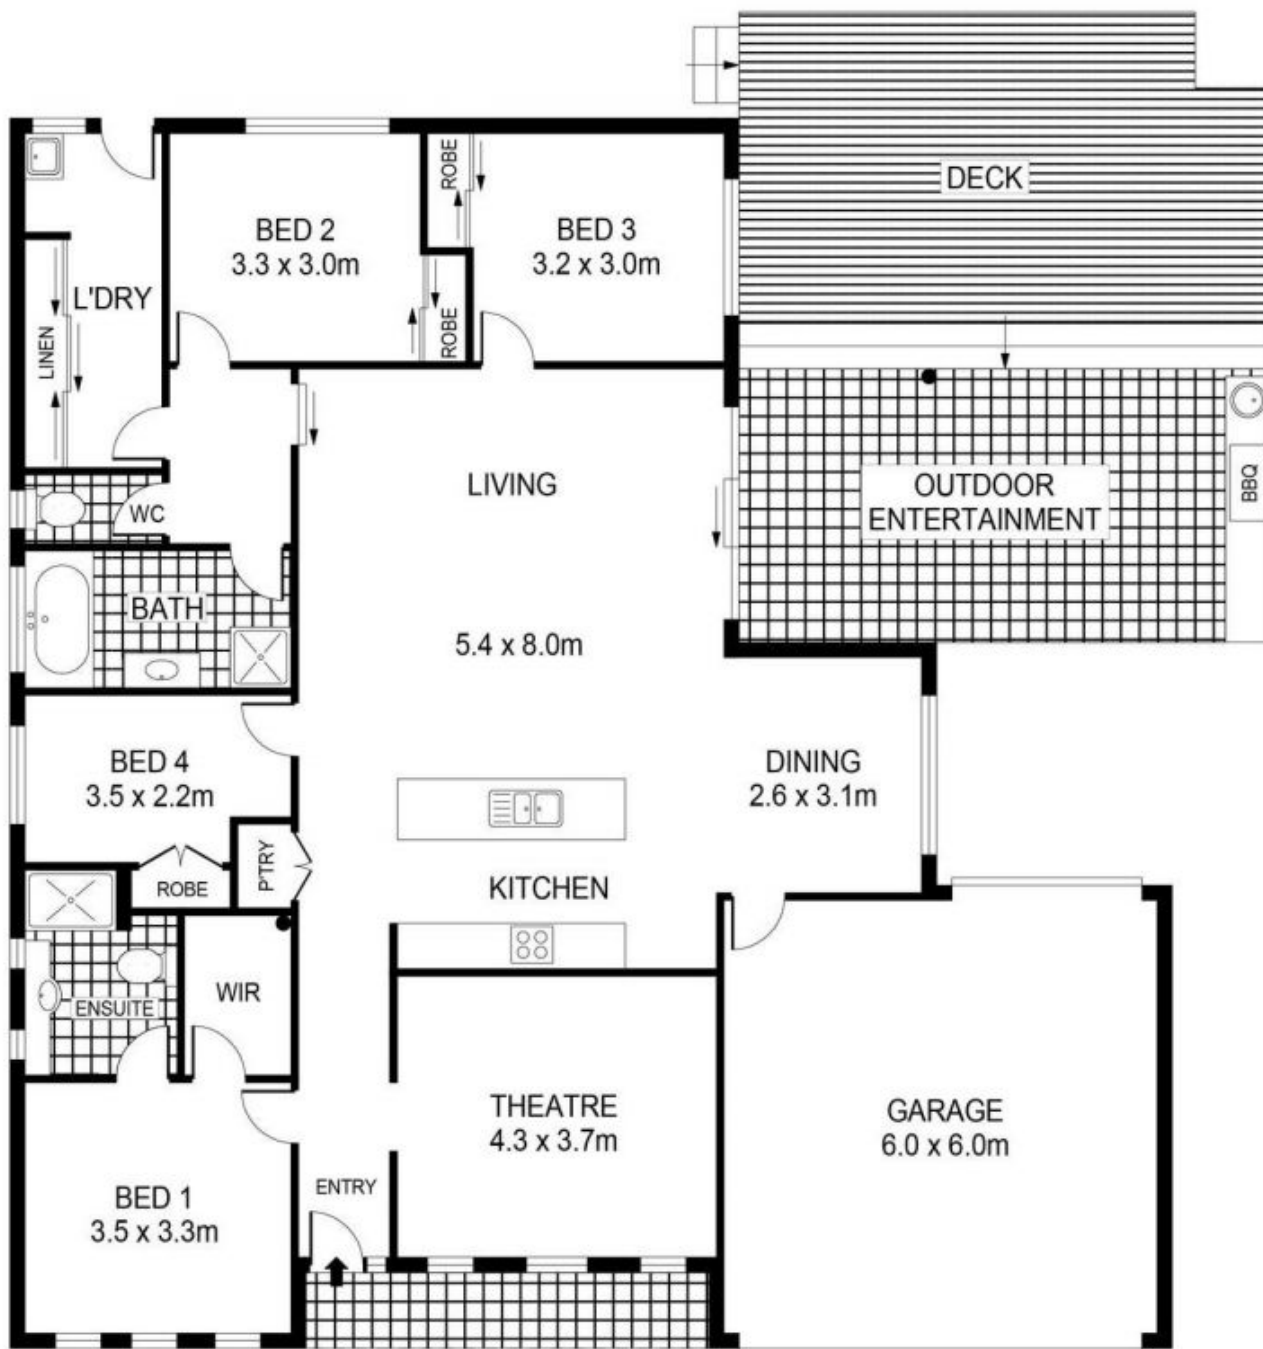 DECK
ROBE
BED 2
3.3 x 3.0m
BED 3
3.2 x 3.0m
L'DRY
LINEN
ROBE
LIVING
WC
OUTDOOR
ENTERTAINMENT
BBQ
BATH
5.4 x 8.0m
BED 4
3.5 x 2.2m
DINING
2.6 x 3.1m
P'TRY
ROBE
KITCHEN
ENSUITE
WIR
THEATRE
4.3 x 3.7m
GARAGE
6.0 x 6.0m
ENTRY
BED 1
3.5 x 3.3m